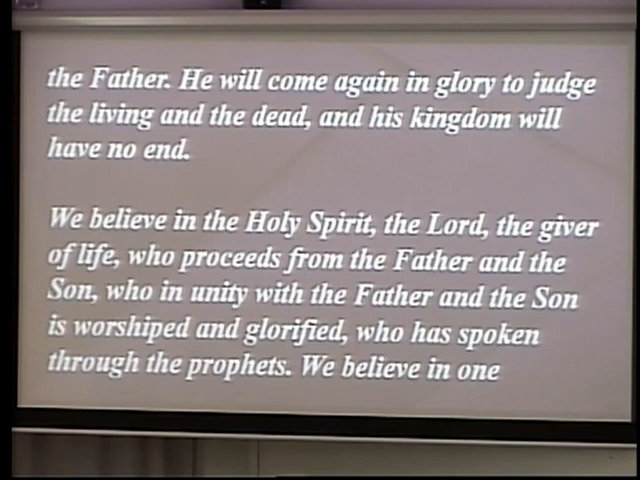 the Father. He will come again in glory to judge
the living and the dead, and his kingdom will
have no end.
We believe in the Holy Spirit, the Lord, the giver
of life, who proceeds from the Father and the
Son, who in unity with the Father and the Son
is worshiped and glorified, who has spoken
through the prophets. We believe in one